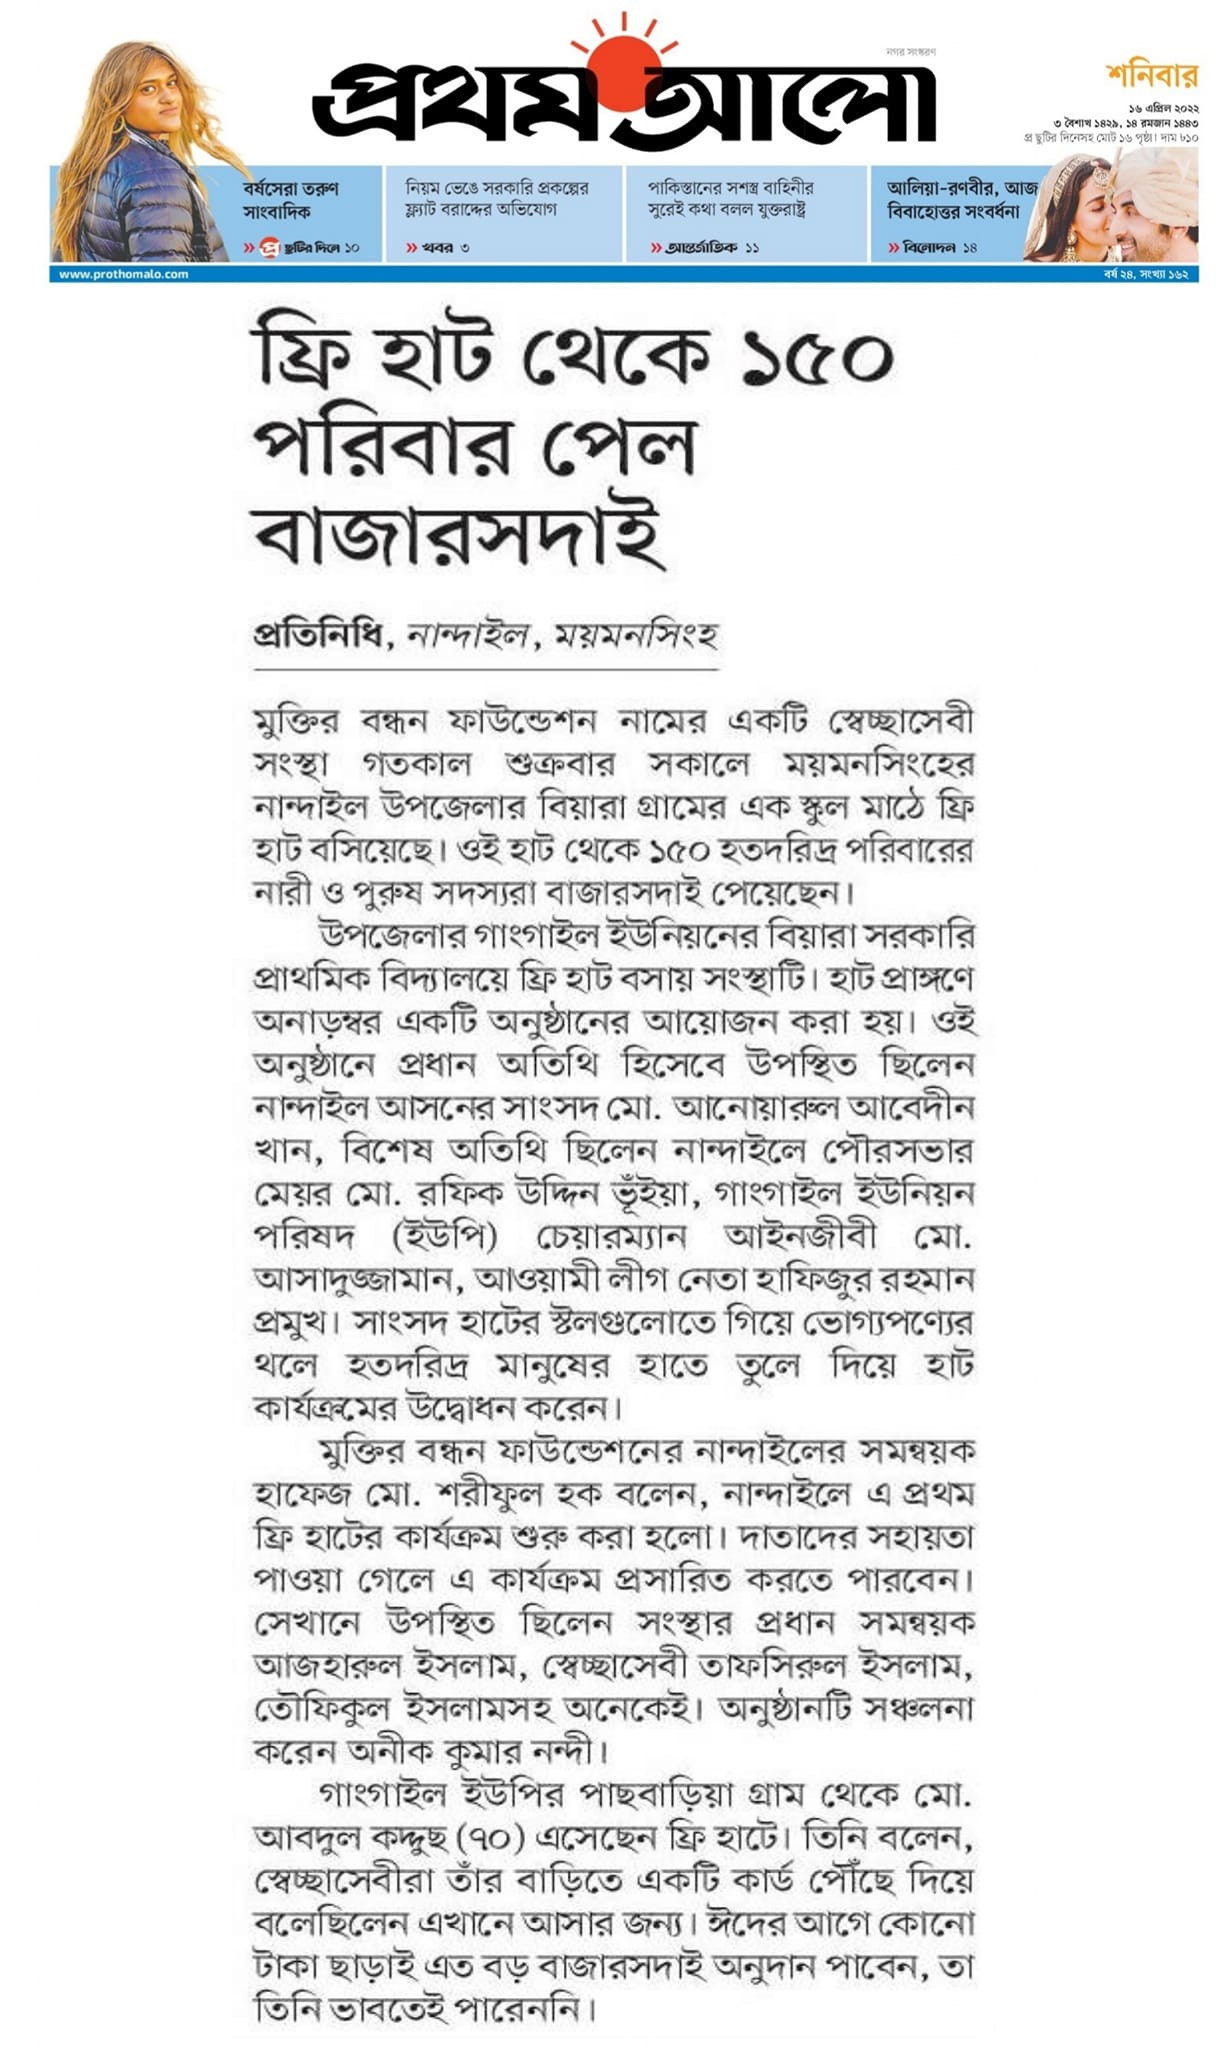 নগর সংস্করণ
প্রথম আলো
শনিবার
১৬ এপ্রিল ২০২২
৩ বৈশাখ ১৪২৯, ১৪ রমজান ১৪৪৩
প্র ছুটির দিনেসহ মোট ১৬ পৃষ্ঠা। দাম ৳১০
বর্ষসেরা তরুণ
সাংবাদিক
» প্র ছুটির দিনে ১০
নিয়ম ভেঙে সরকারি প্রকল্পের
ফ্ল্যাট বরাদ্দের অভিযোগ
» খবর ৩
পাকিস্তানের সশস্ত্র বাহিনীর
সুরেই কথা বলল যুক্তরাষ্ট্র
» আন্তর্জাতিক ১১
আলিয়া-রণবীর, আজ
বিবাহোত্তর সংবর্ধনা
» বিনোদন ১৪
www.prothomalo.com
বর্ষ ২৪, সংখ্যা ১৬২
ফ্রি হাট থেকে ১৫০
পরিবার পেল
বাজারসদাই
প্রতিনিধি, নান্দাইল, ময়মনসিংহ
মুক্তির বন্ধন ফাউন্ডেশন নামের একটি স্বেচ্ছাসেবী
সংস্থা গতকাল শুক্রবার সকালে ময়মনসিংহের
নান্দাইল উপজেলার বিয়ারা গ্রামের এক স্কুল মাঠে ফ্রি
হাট বসিয়েছে। ওই হাট থেকে ১৫০ হতদরিদ্র পরিবারের
নারী ও পুরুষ সদস্যরা বাজারসদাই পেয়েছেন।
উপজেলার গাংগাইল ইউনিয়নের বিয়ারা সরকারি
প্রাথমিক বিদ্যালয়ে ফ্রি হাট বসায় সংস্থাটি। হাট প্রাঙ্গণে
অনাড়ম্বর একটি অনুষ্ঠানের আয়োজন করা হয়। ওই
অনুষ্ঠানে প্রধান অতিথি হিসেবে উপস্থিত ছিলেন
নান্দাইল আসনের সাংসদ মো. আনোয়ারুল আবেদীন
খান, বিশেষ অতিথি ছিলেন নান্দাইলে পৌরসভার
মেয়র মো. রফিক উদ্দিন ভূঁইয়া, গাংগাইল ইউনিয়ন
পরিষদ (ইউপি) চেয়ারম্যান আইনজীবী মো.
আসাদুজ্জামান, আওয়ামী লীগ নেতা হাফিজুর রহমান
প্রমুখ। সাংসদ হাটের স্টলগুলোতে গিয়ে ভোগ্যপণ্যের
থলে হতদরিদ্র মানুষের হাতে তুলে দিয়ে হাট
কার্যক্রমের উদ্বোধন করেন।
মুক্তির বন্ধন ফাউন্ডেশনের নান্দাইলের সমন্বয়ক
হাফেজ মো. শরীফুল হক বলেন, নান্দাইলে এ প্রথম
ফ্রি হাটের কার্যক্রম শুরু করা হলো। দাতাদের সহায়তা
পাওয়া গেলে এ কার্যক্রম প্রসারিত করতে পারবেন।
সেখানে উপস্থিত ছিলেন সংস্থার প্রধান সমন্বয়ক
আজহারুল ইসলাম, স্বেচ্ছাসেবী তাফসিরুল ইসলাম,
তৌফিকুল ইসলামসহ অনেকেই। অনুষ্ঠানটি সঞ্চলনা
করেন অনীক কুমার নন্দী।
গাংগাইল ইউপির পাছবাড়িয়া গ্রাম থেকে মো.
আবদুল কদ্দুছ (৭০) এসেছেন ফ্রি হাটে। তিনি বলেন,
স্বেচ্ছাসেবীরা তাঁর বাড়িতে একটি কার্ড পৌঁছে দিয়ে
বলেছিলেন এখানে আসার জন্য। ঈদের আগে কোনো
টাকা ছাড়াই এত বড় বাজারসদাই অনুদান পাবেন, তা
তিনি ভাবতেই পারেননি।